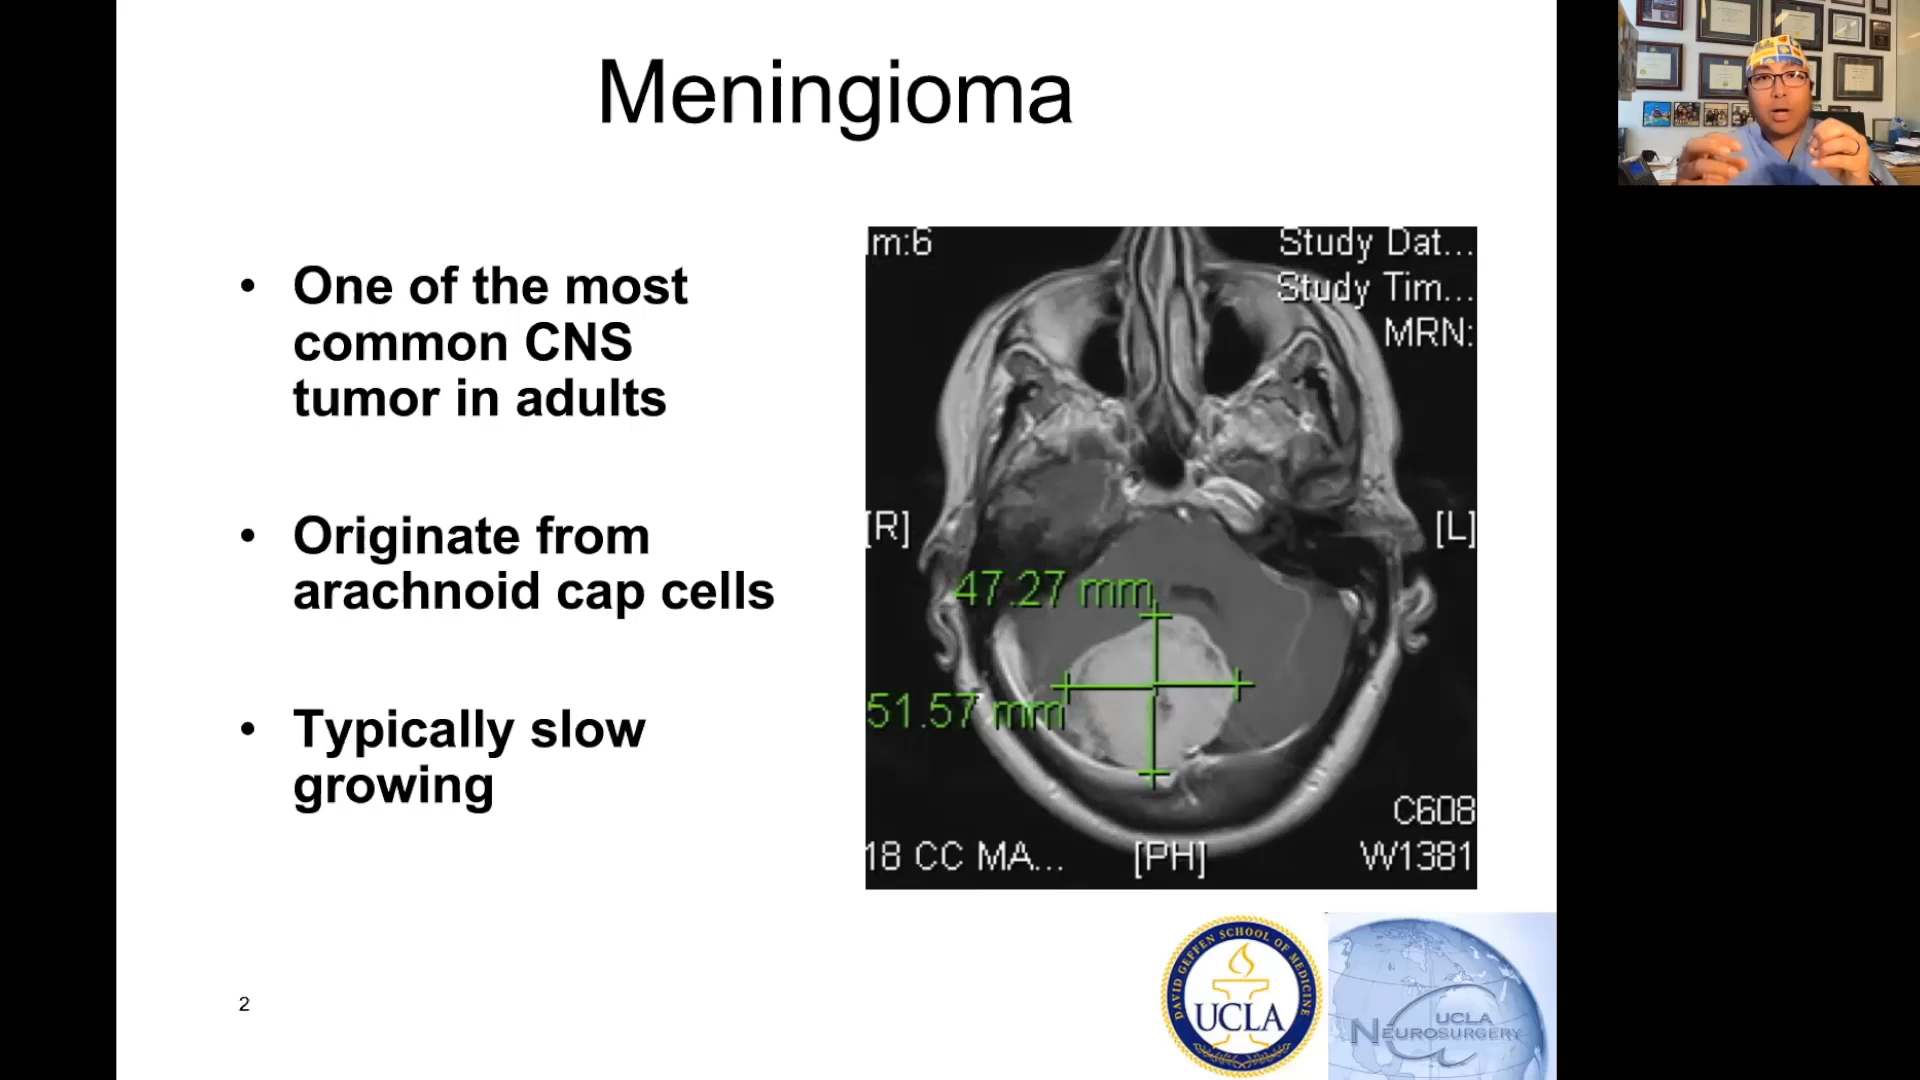 Meningioma
• One of the most
common CNS
tumor in adults
• Originate from
arachnoid cap cells
• Typically slow
growing
Im:6
Study Dat...
Study Tim...
MRN:
[R]
[L]
47.27 mm
51.57 mm
C608
18 CC MA...
[PH]
W1381
DAVID GEFFEN SCHOOL OF MEDICINE
UCLA
UCLA
NEUROSURGERY
2